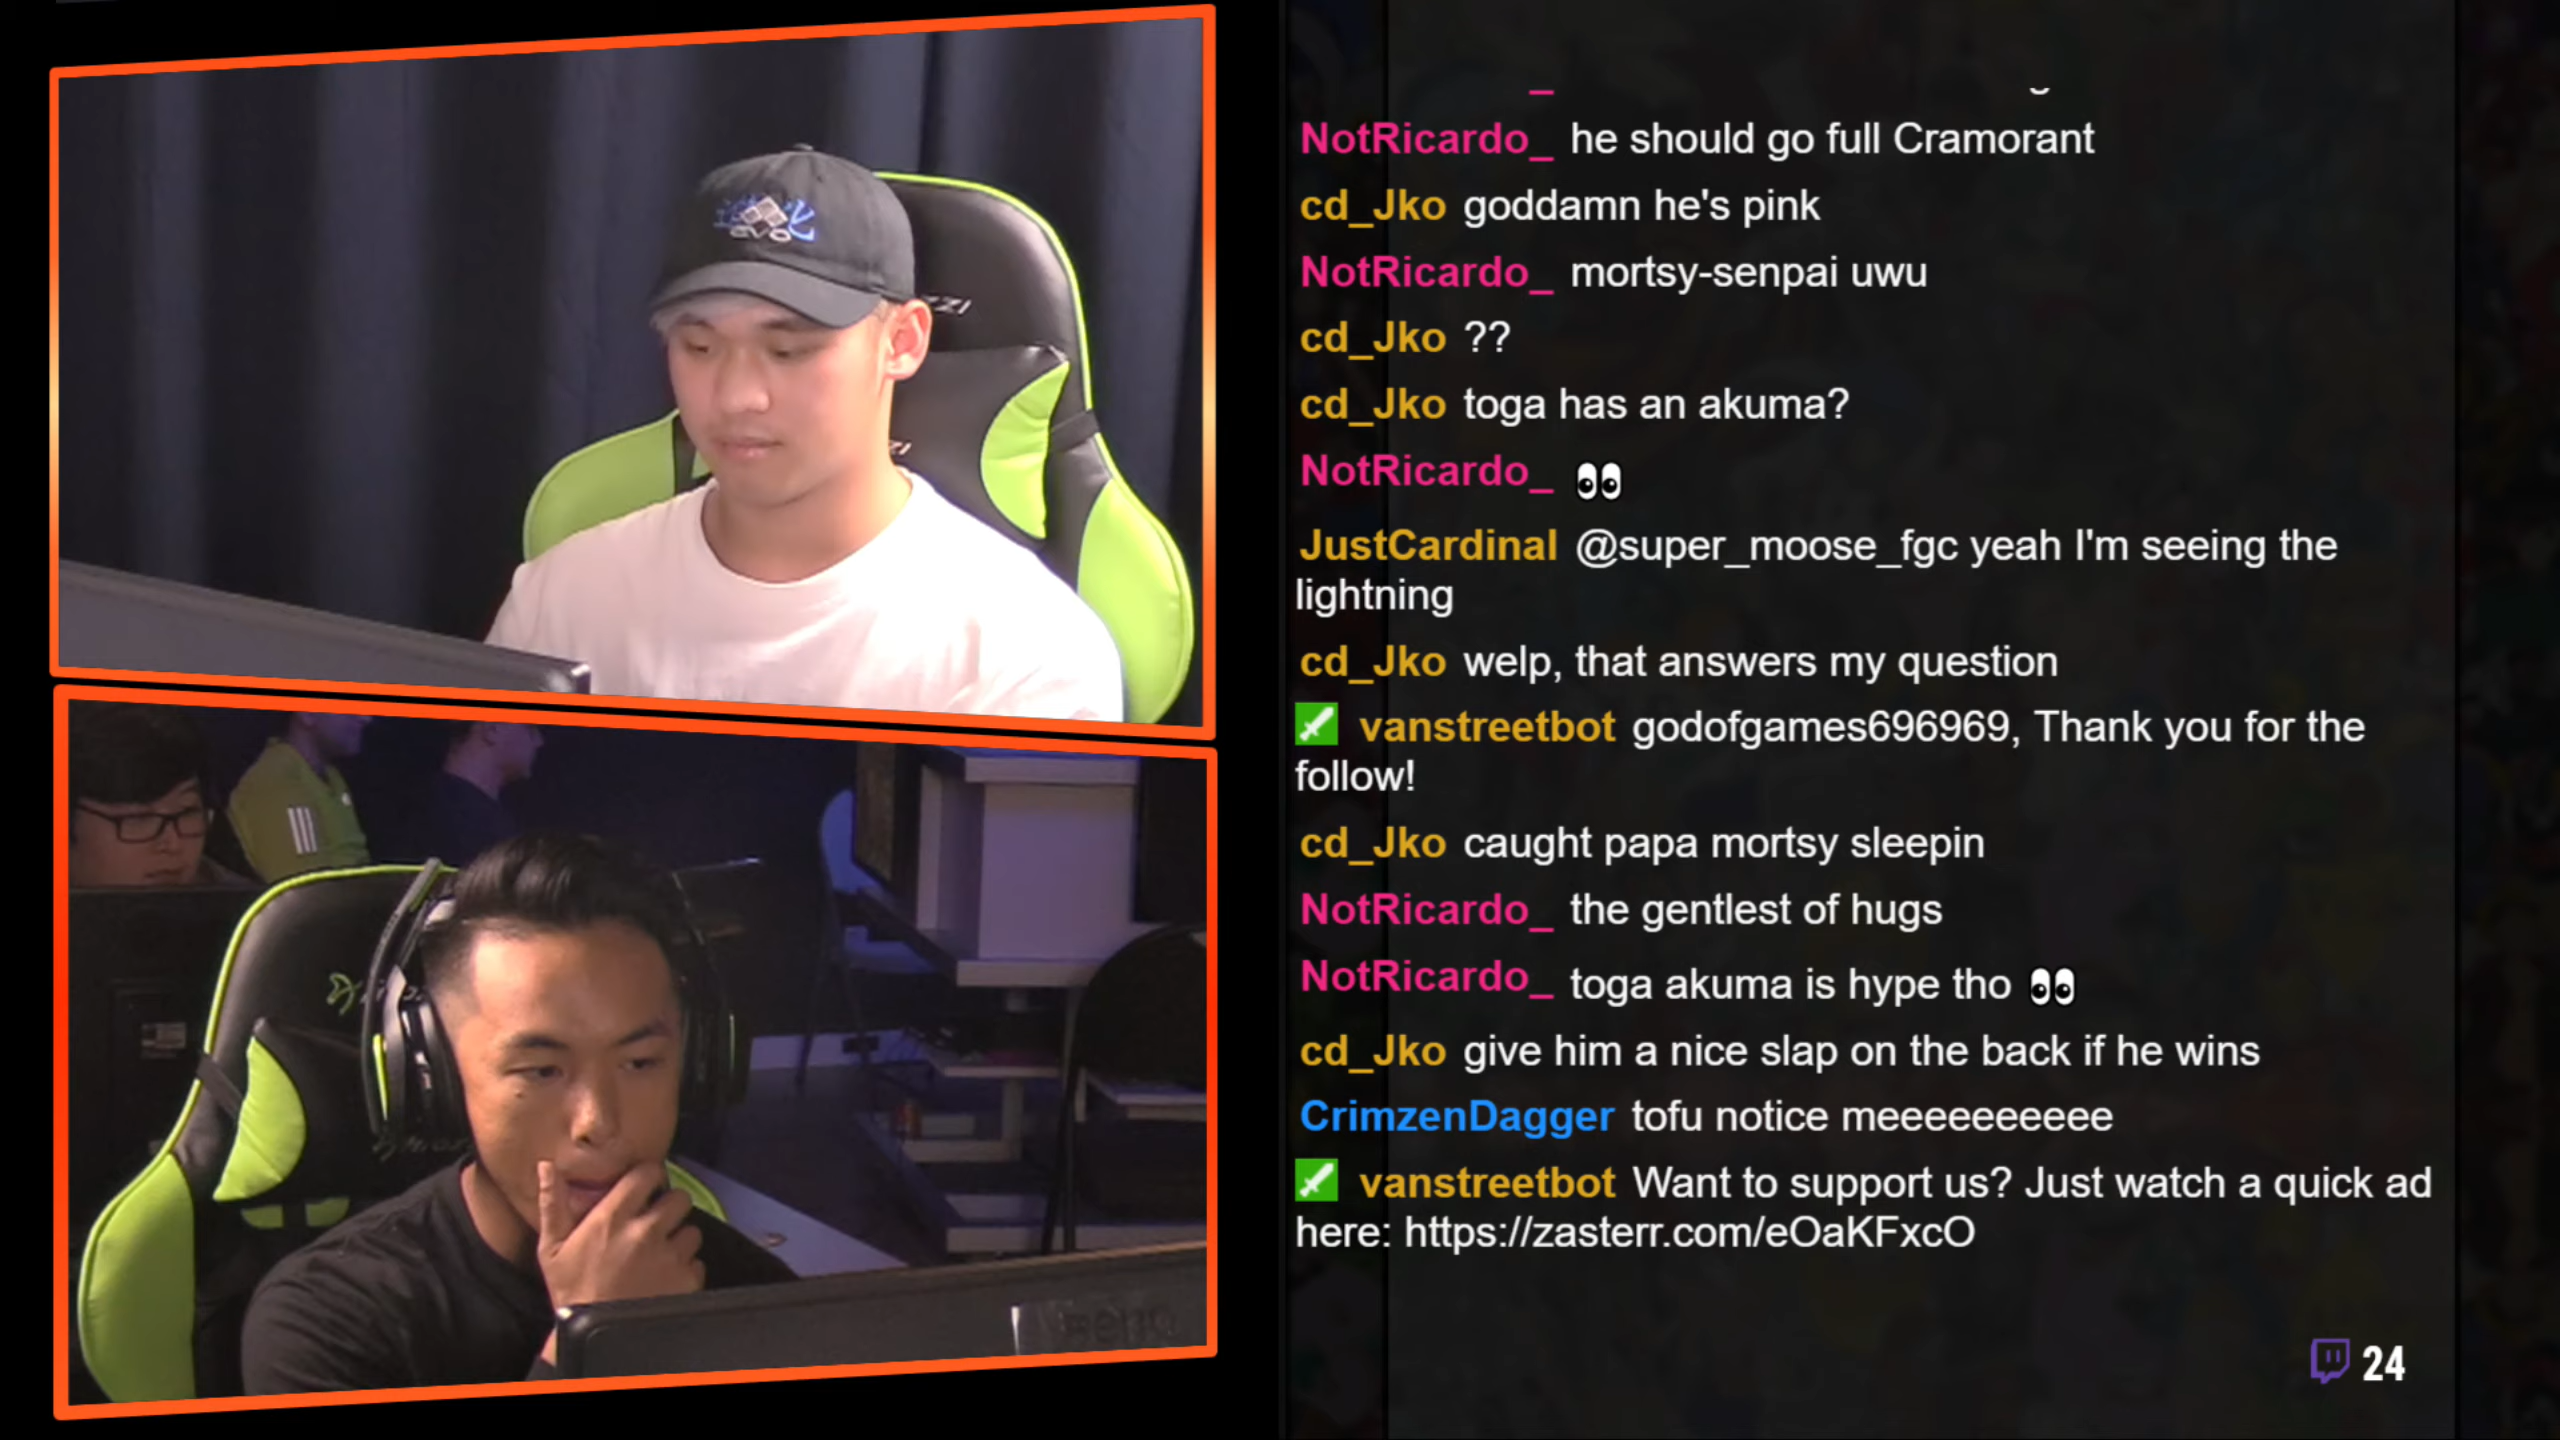 NotRicardo_ he should go full Cramorant
cd_Jko goddamn he's pink
NotRicardo_ mortsy-senpai uwu
cd_Jko ??
cd_Jko toga has an akuma?
NotRicardo_ 👀
JustCardinal @super_moose_fgc yeah I'm seeing the
lightning
cd_Jko welp, that answers my question
vanstreetbot godofgames696969, Thank you for the
follow!
cd_Jko caught papa mortsy sleepin
NotRicardo_ the gentlest of hugs
NotRicardo_ toga akuma is hype tho 👀
cd_Jko give him a nice slap on the back if he wins
CrimzenDagger tofu notice meeeeeeeeee
vanstreetbot Want to support us? Just watch a quick ad
here: https://zasterr.com/eOaKFxcO
24
evo